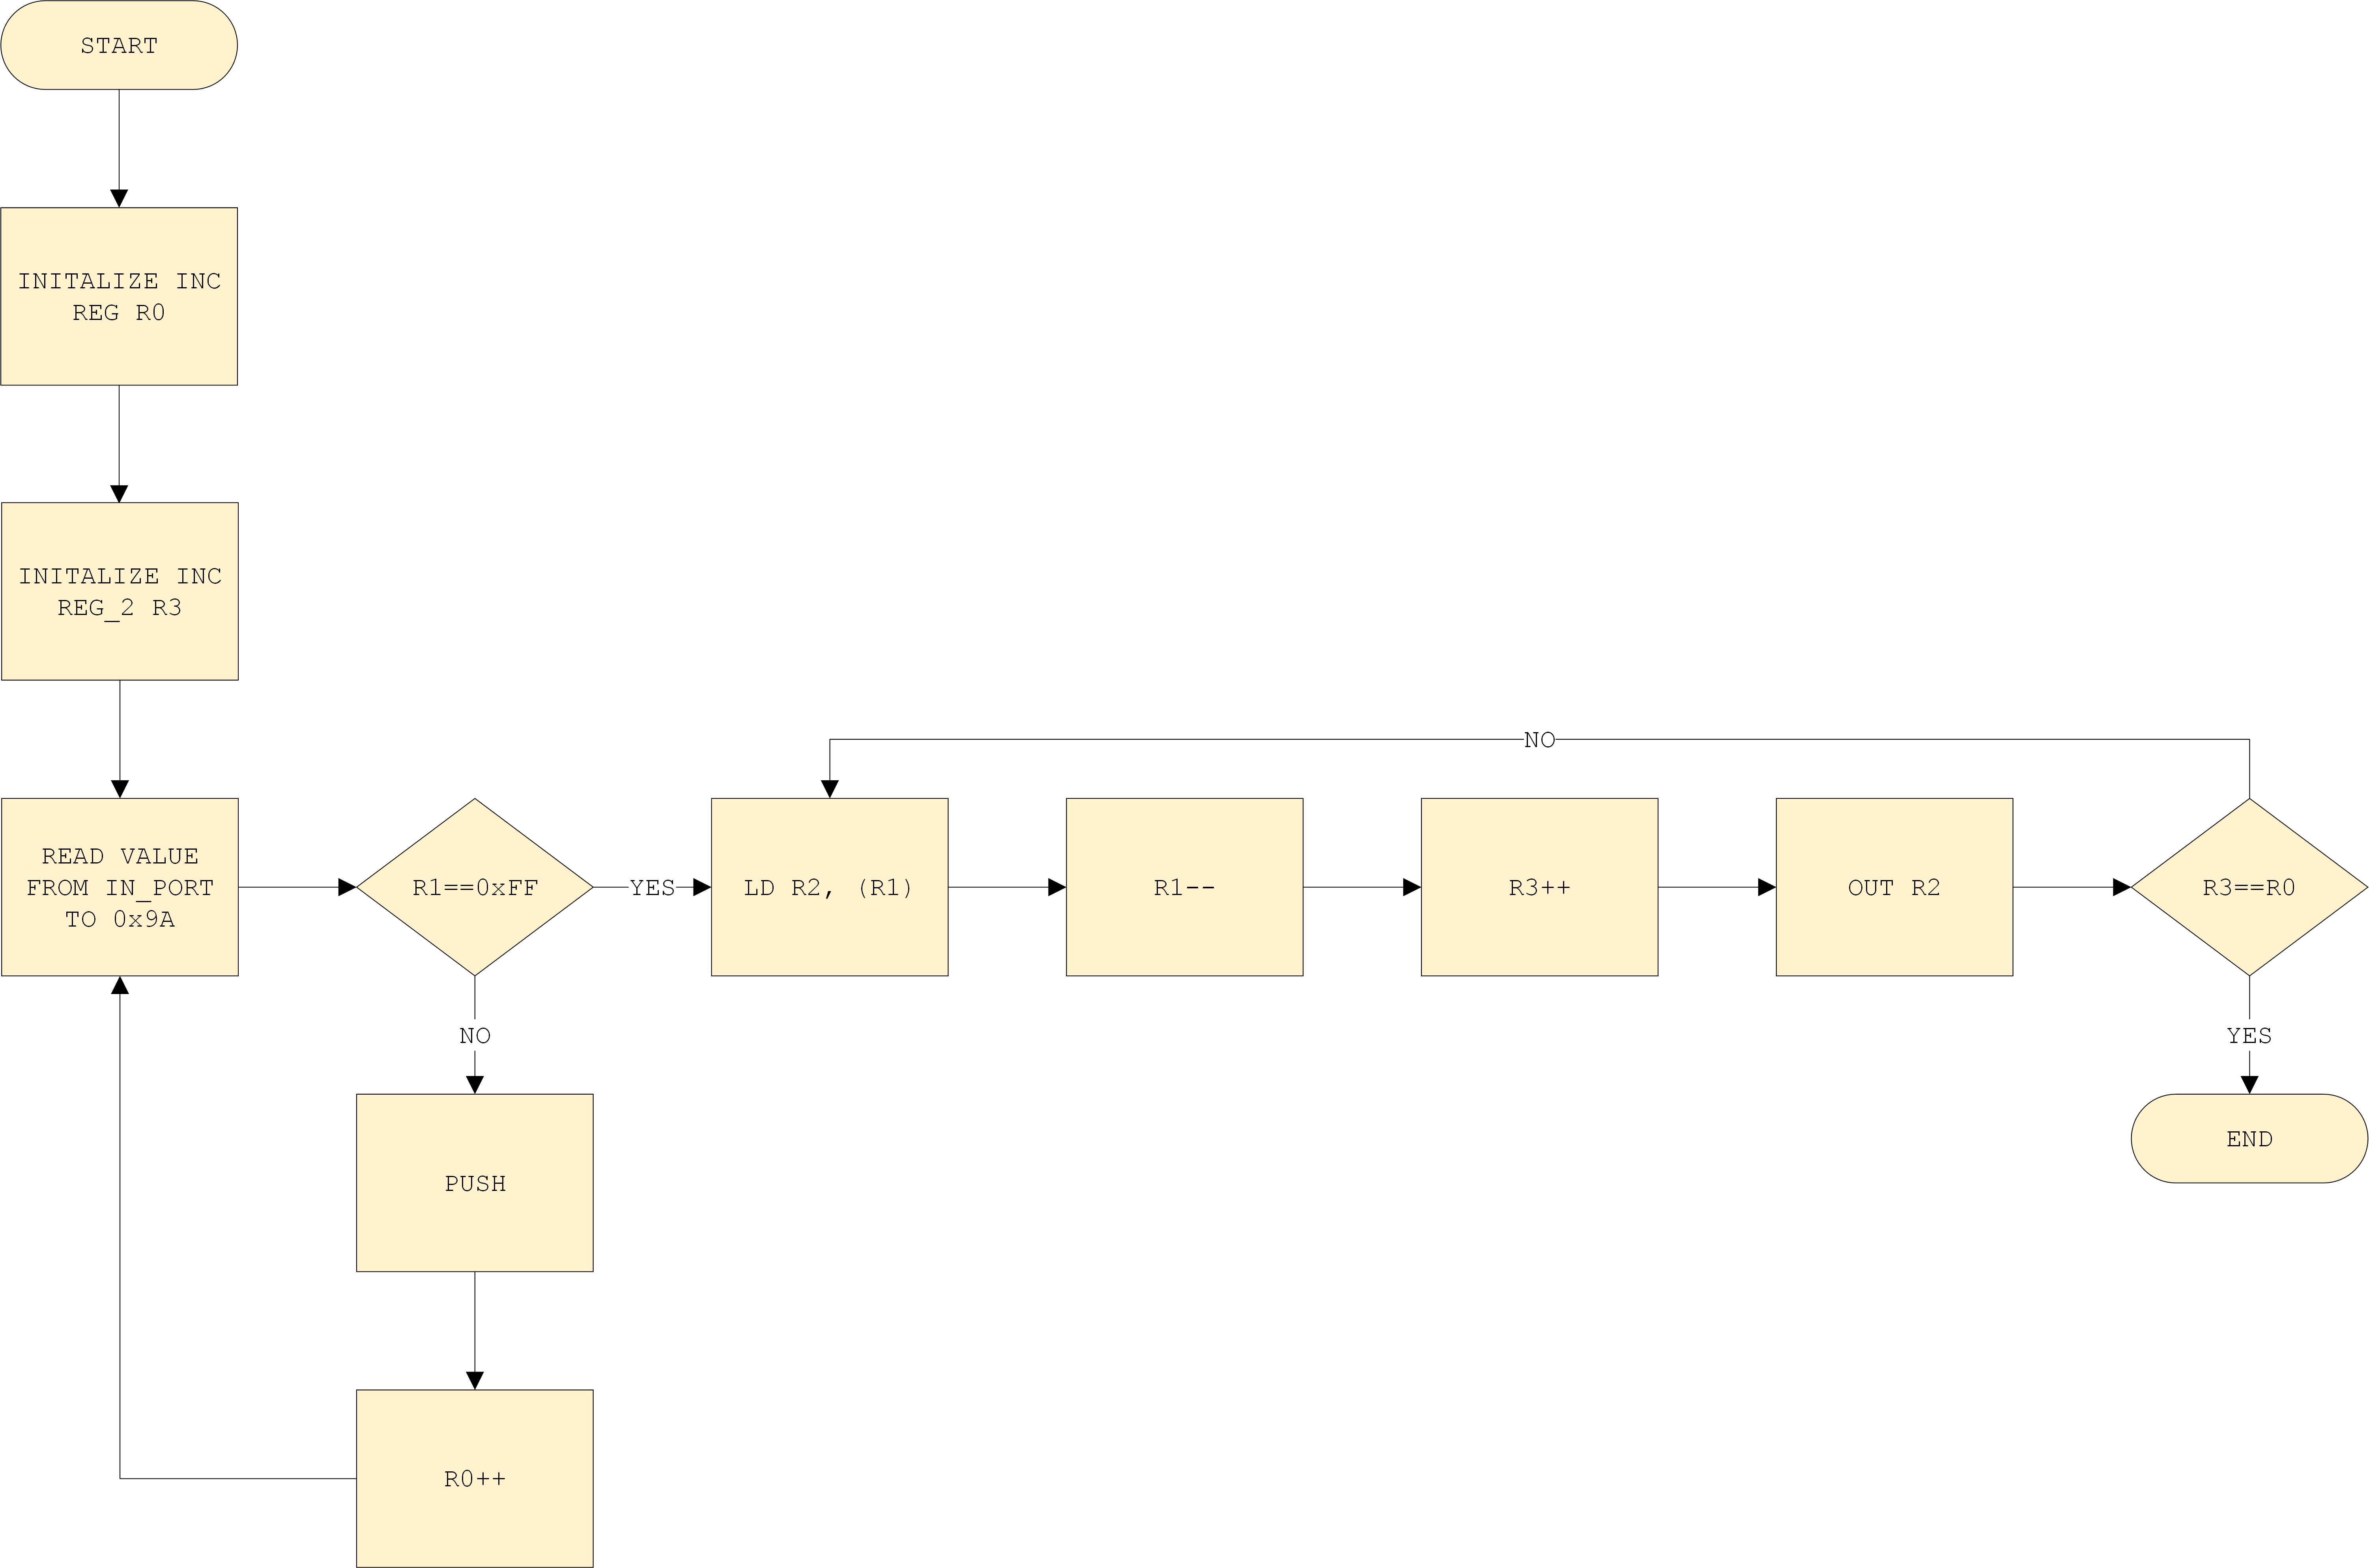 START
INITALIZE INC
REG R0
INITALIZE INC
REG_2 R3
READ VALUE
FROM IN_PORT
TO 0x9A
R1==0xFF
YES
LD R2, (R1)
R1--
R3++
OUT R2
R3==R0
NO
YES
END
NO
PUSH
R0++